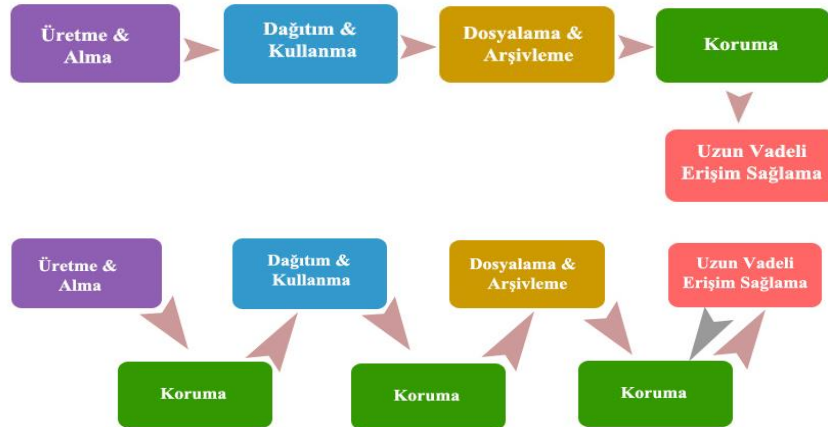 Üretme &
Alma
Dağıtım &
Kullanma
Dosyalama &
Arşivleme
Koruma
Uzun Vadeli
Erişim Sağlama
Üretme &
Alma
Dağıtım &
Kullanma
Dosyalama &
Arşivleme
Uzun Vadeli
Erişim Sağlama
Koruma
Koruma
Koruma